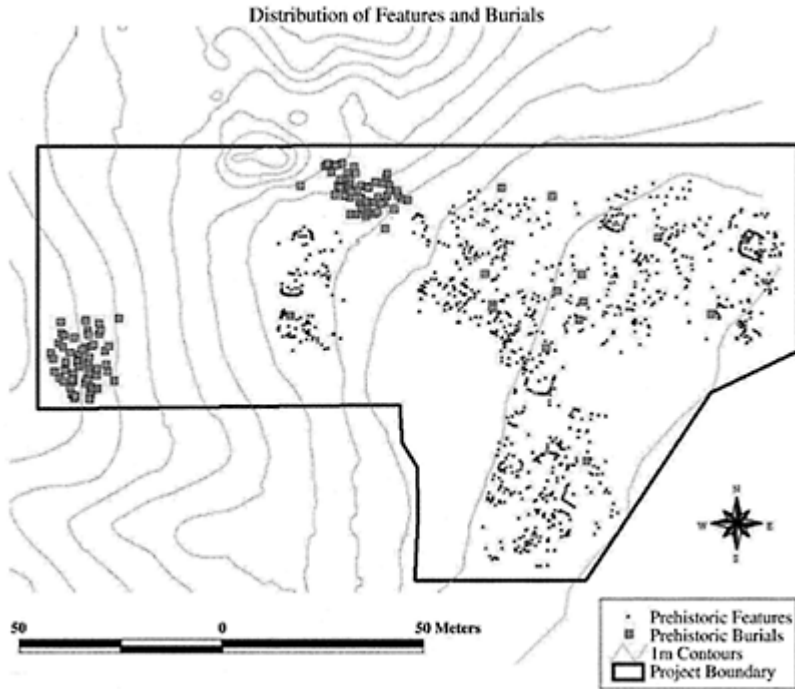 Distribution of Features and Burials
N
W E
S
50 0 50 Meters
Prehistoric Features
Prehistoric Burials
1m Contours
Project Boundary